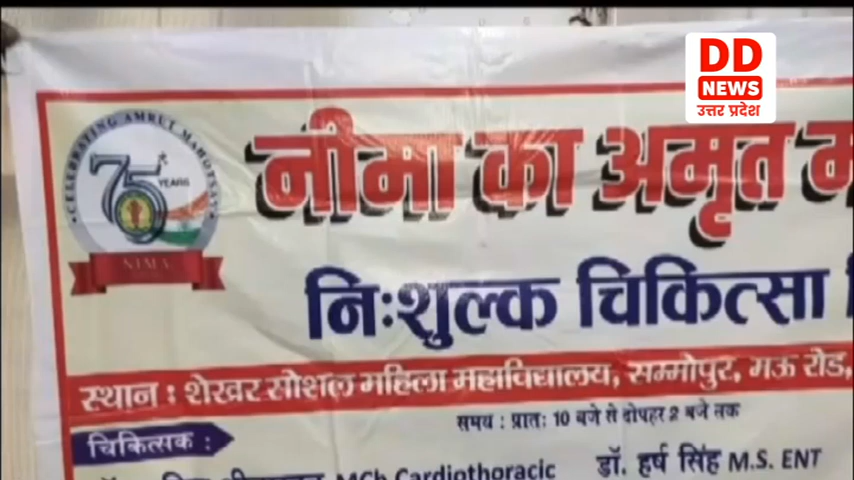 DD
NEWS
उत्तर प्रदेश
CELEBRATING AMRUT MAHOTSAV
75
YEARS
NIMA
नीमा का अमृत
निःशुल्क चिकित्सा
स्थान : शेखर सोशल महिला महाविद्यालय, सम्मोपुर, मऊ रोड,
समय : प्रातः 10 बजे से दोपहर 2 बजे तक
चिकित्सक :
MCh Cardiothoracic
डॉ. हर्ष सिंह M.S. ENT